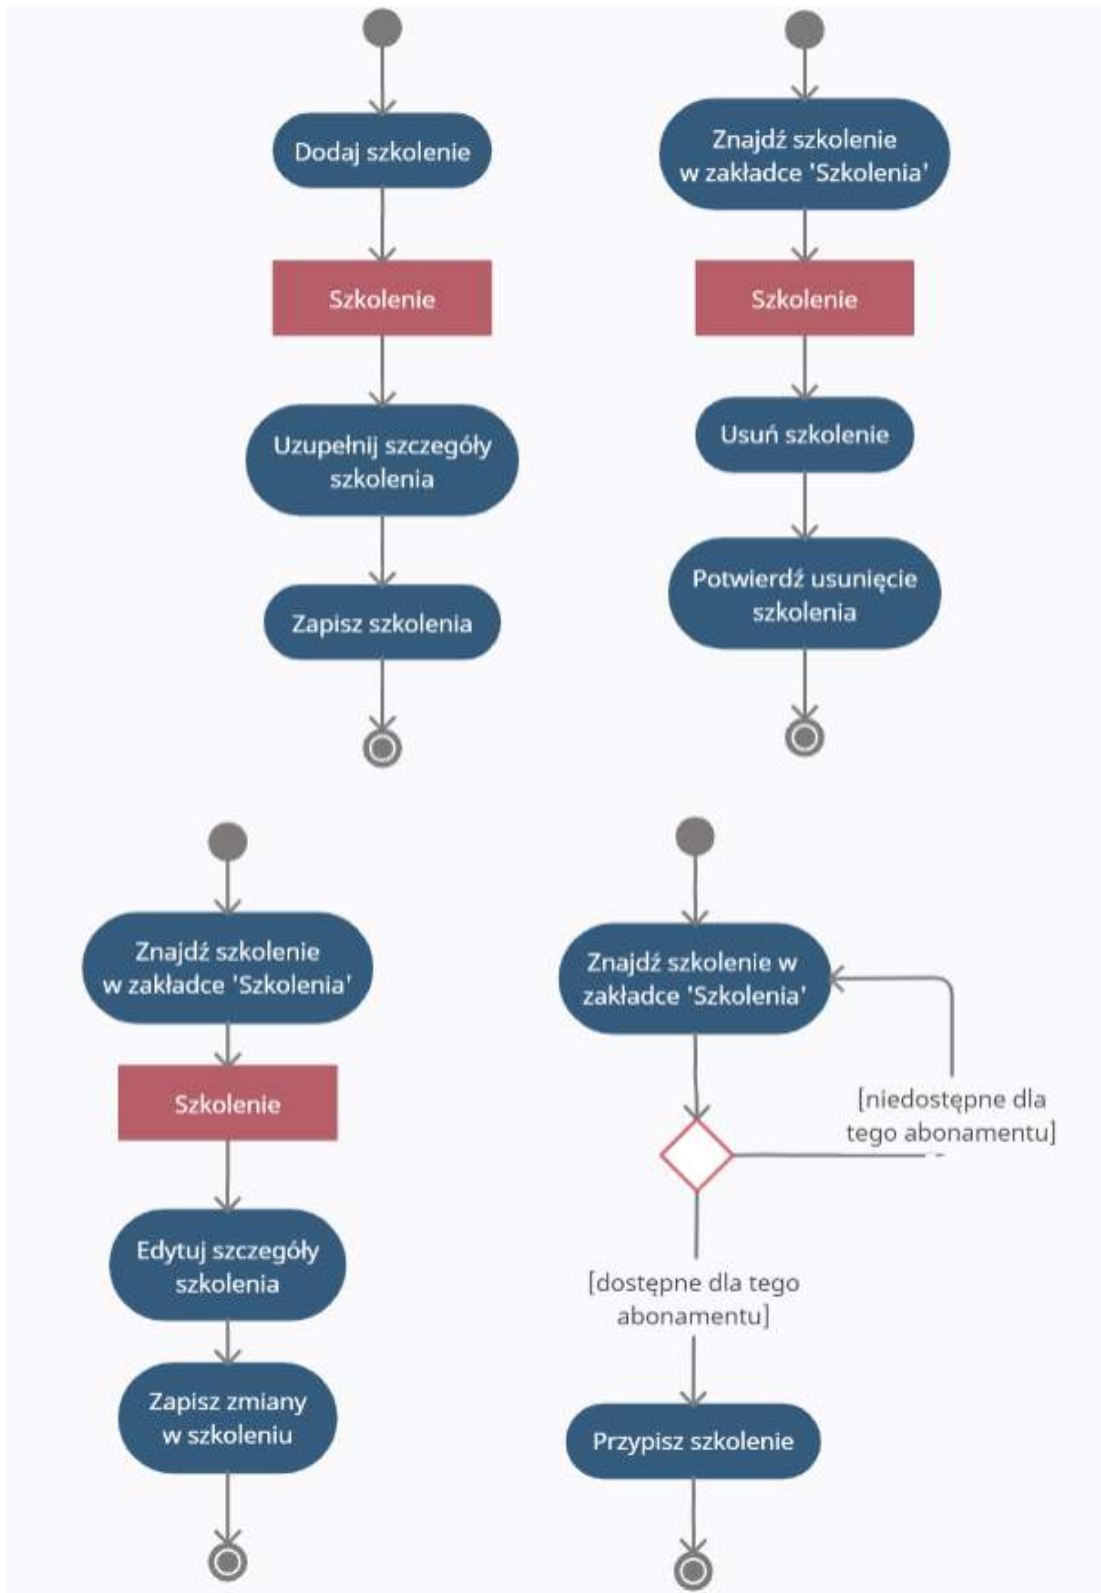 Dodaj szkolenie
Szkolenie
Uzupełnij szczegóły
szkolenia
Zapisz szkolenia
Znajdź szkolenie
w zakładce 'Szkolenia'
Szkolenie
Usuń szkolenie
Potwierdź usunięcie
szkolenia
Znajdź szkolenie
w zakładce 'Szkolenia'
Szkolenie
Edytuj szczegóły
szkolenia
Zapisz zmiany
w szkoleniu
Znajdź szkolenie w
zakładce 'Szkolenia'
[niedostępne dla
tego abonamentu]
[dostępne dla tego
abonamentu]
Przypisz szkolenie